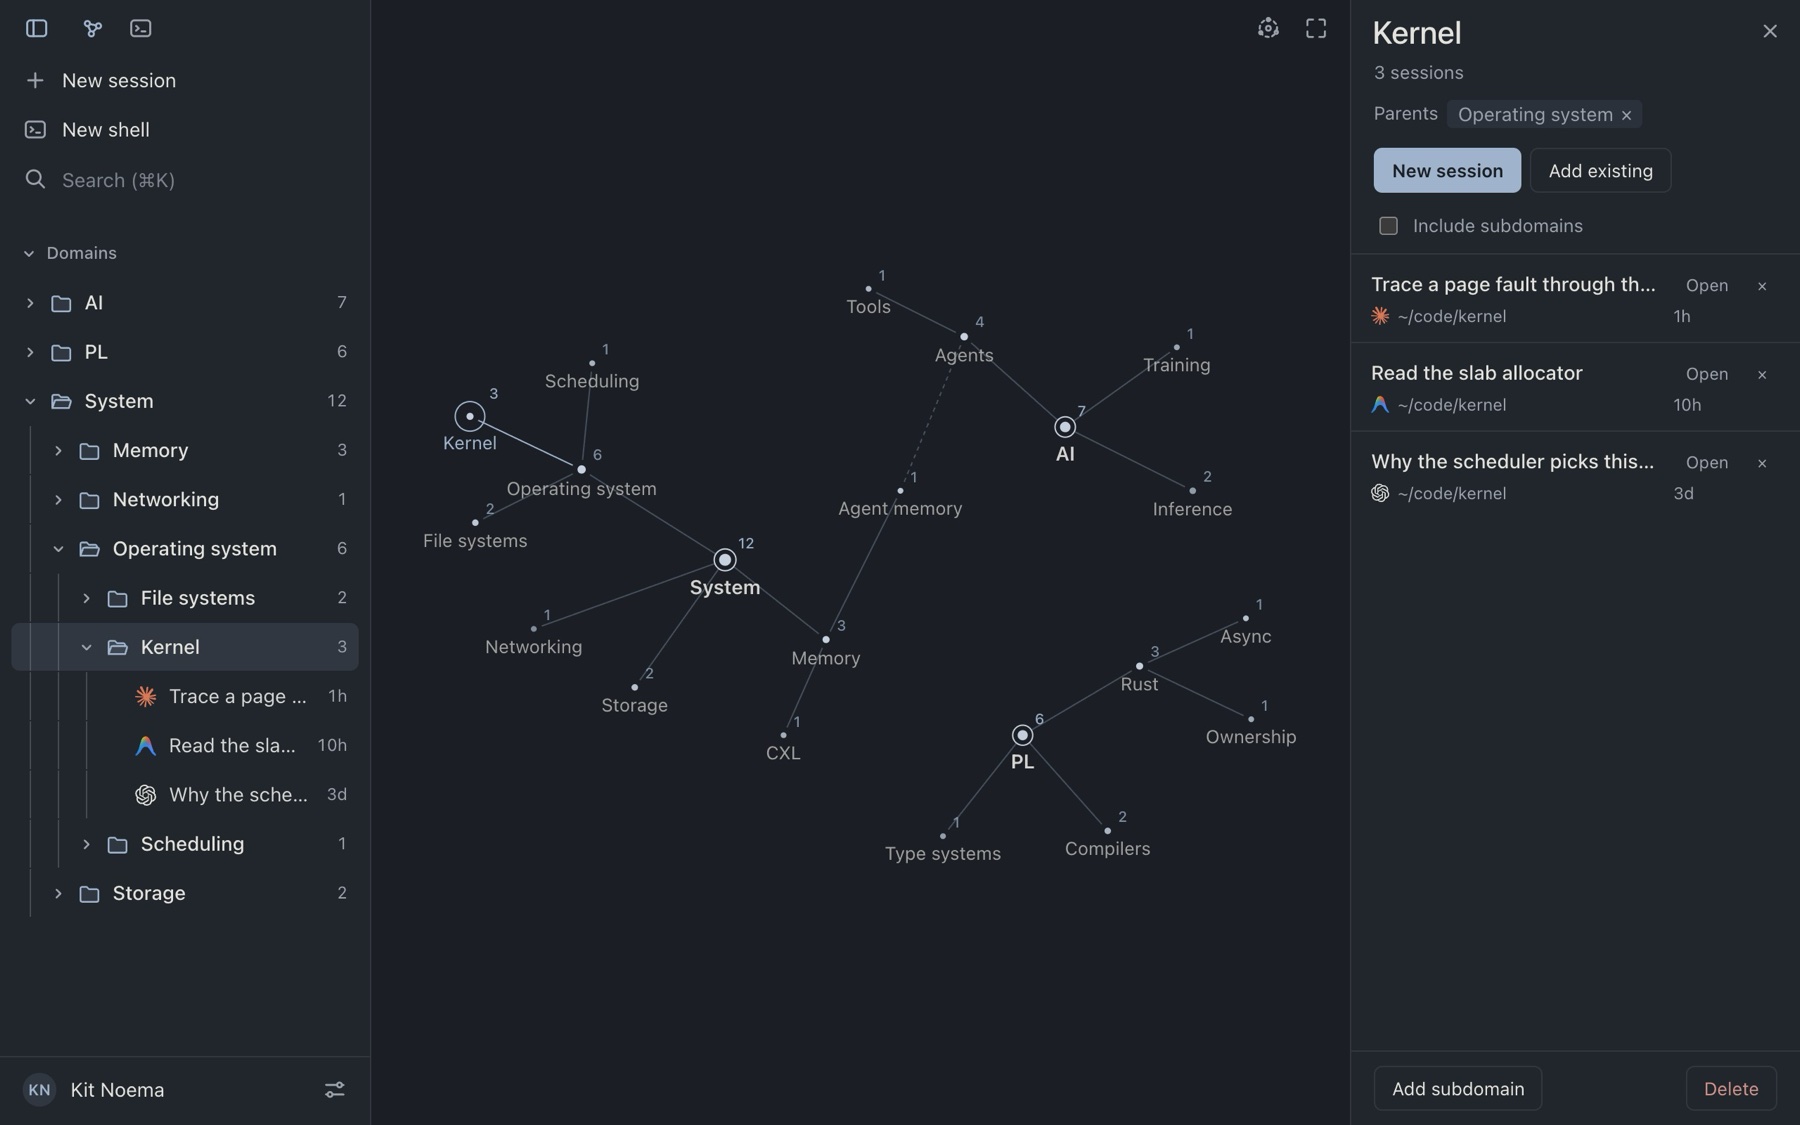 New session
New shell
Search (⌘K)
Domains
AI 7
PL 6
System 12
Memory 3
Networking 1
Operating system 6
File systems 2
Kernel 3
Trace a page ... 1h
Read the sla... 10h
Why the sche... 3d
Scheduling 1
Storage 2
KN Kit Noema
1
Tools
4
Agents
1
Training
1
Scheduling
3
Kernel
7
AI
6
Operating system
2
File systems
1
Agent memory
2
Inference
12
System
1
Networking
3
Memory
2
Storage
1
CXL
1
Async
3
Rust
1
Ownership
6
PL
1
Type systems
2
Compilers
Kernel
3 sessions
Parents Operating system ×
New session Add existing
Include subdomains
Trace a page fault through th... Open ×
~/code/kernel 1h
Read the slab allocator Open ×
~/code/kernel 10h
Why the scheduler picks this... Open ×
~/code/kernel 3d
Add subdomain Delete